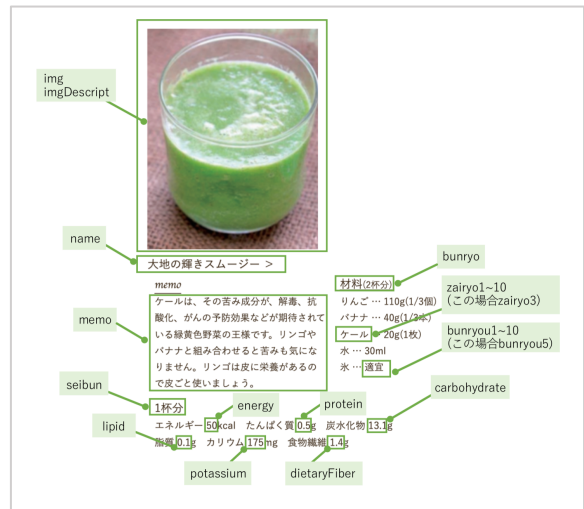 img
imgDescript
name
大地の輝きスムージー >
bunryo
memo
材料(2杯分)
りんご … 110g(1/3個)
バナナ … 40g(1/3本)
ケール … 20g(1枚)
水 … 30ml
氷 … 適宜
zairyo1~10
(この場合zairyo3)
bunryou1~10
(この場合bunryou5)
memo
ケールは、その苦み成分が、解毒、抗
酸化、がんの予防効果などが期待されて
いる緑黄色野菜の王様です。リンゴや
バナナと組み合わせると苦みも気にな
りません。リンゴは皮に栄養があるの
で皮ごと使いましょう。
seibun
1杯分
energy
protein
carbohydrate
エネルギー 50kcal たんぱく質 0.5g 炭水化物 13.1g
lipid
脂質 0.1g カリウム 175mg 食物繊維 1.4g
potassium
dietaryFiber